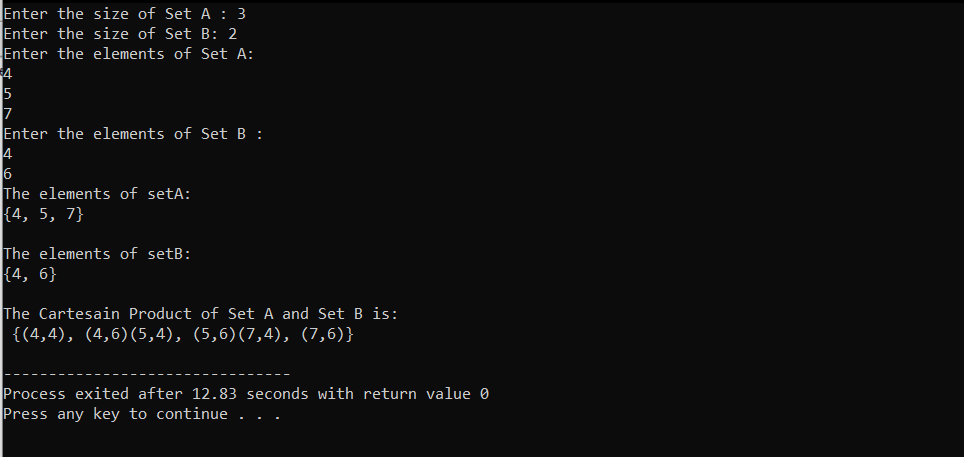 Enter the size of Set A : 3
Enter the size of Set B: 2
Enter the elements of Set A:
4
5
7
Enter the elements of Set B :
4
6
The elements of setA:
{4, 5, 7}
The elements of setB:
{4, 6}
The Cartesain Product of Set A and Set B is:
{(4,4), (4,6)(5,4), (5,6)(7,4), (7,6)}
--------------------------------
Process exited after 12.83 seconds with return value 0
Press any key to continue . . .